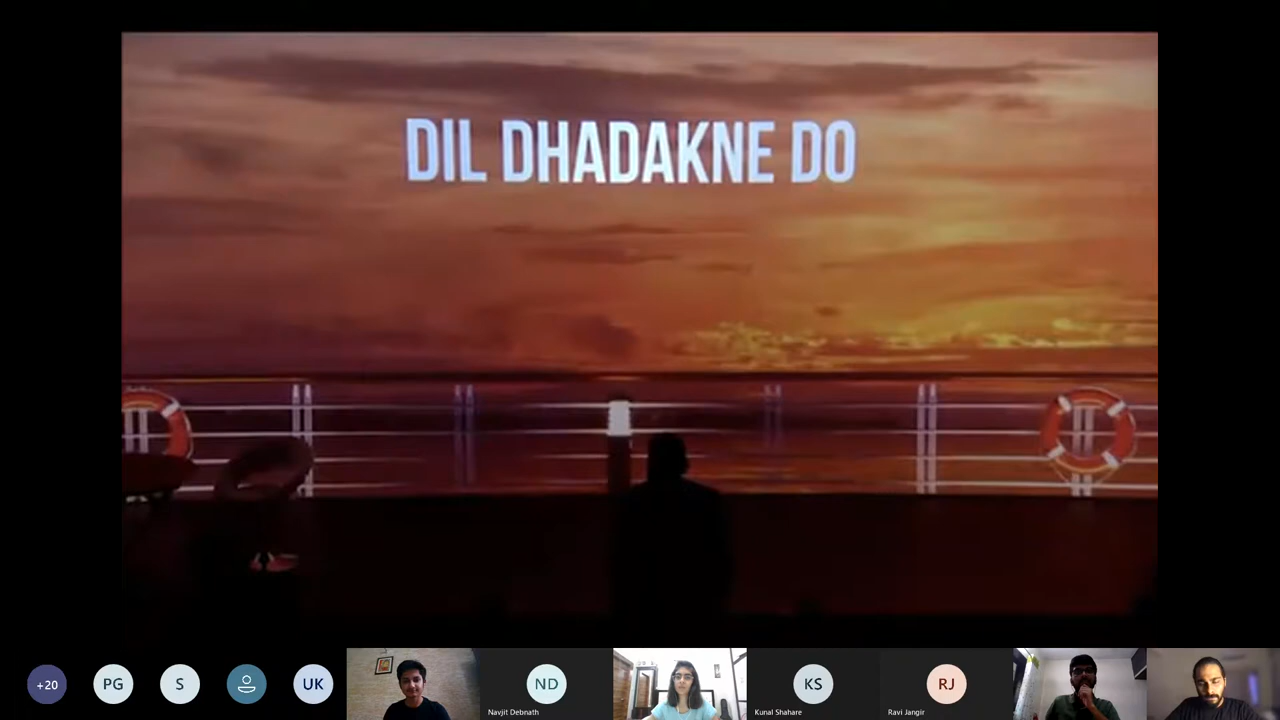 DIL DHADAKNE DO
+20
PG
S
UK
ND
Navjit Debnath
KS
Kunal Shahare
RJ
Ravi Jangir